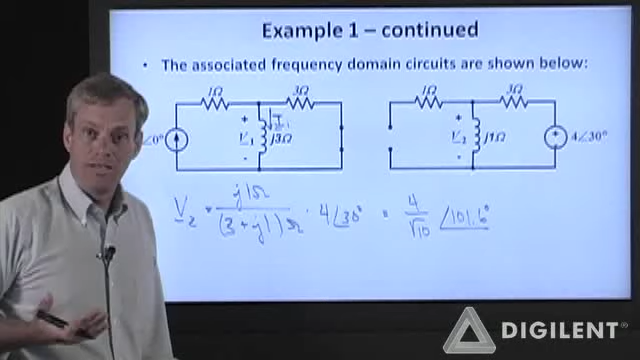 Example 1 – continued
• The associated frequency domain circuits are shown below:
1Ω 3Ω 1Ω 3Ω
+ I + 
∠0° V₁ j3Ω V₂ j1Ω 4∠30°
- -
V₂ = j1Ω / (3 + j1)Ω · 4∠30° = 4/√10 ∠101.6°
DIGILENT®